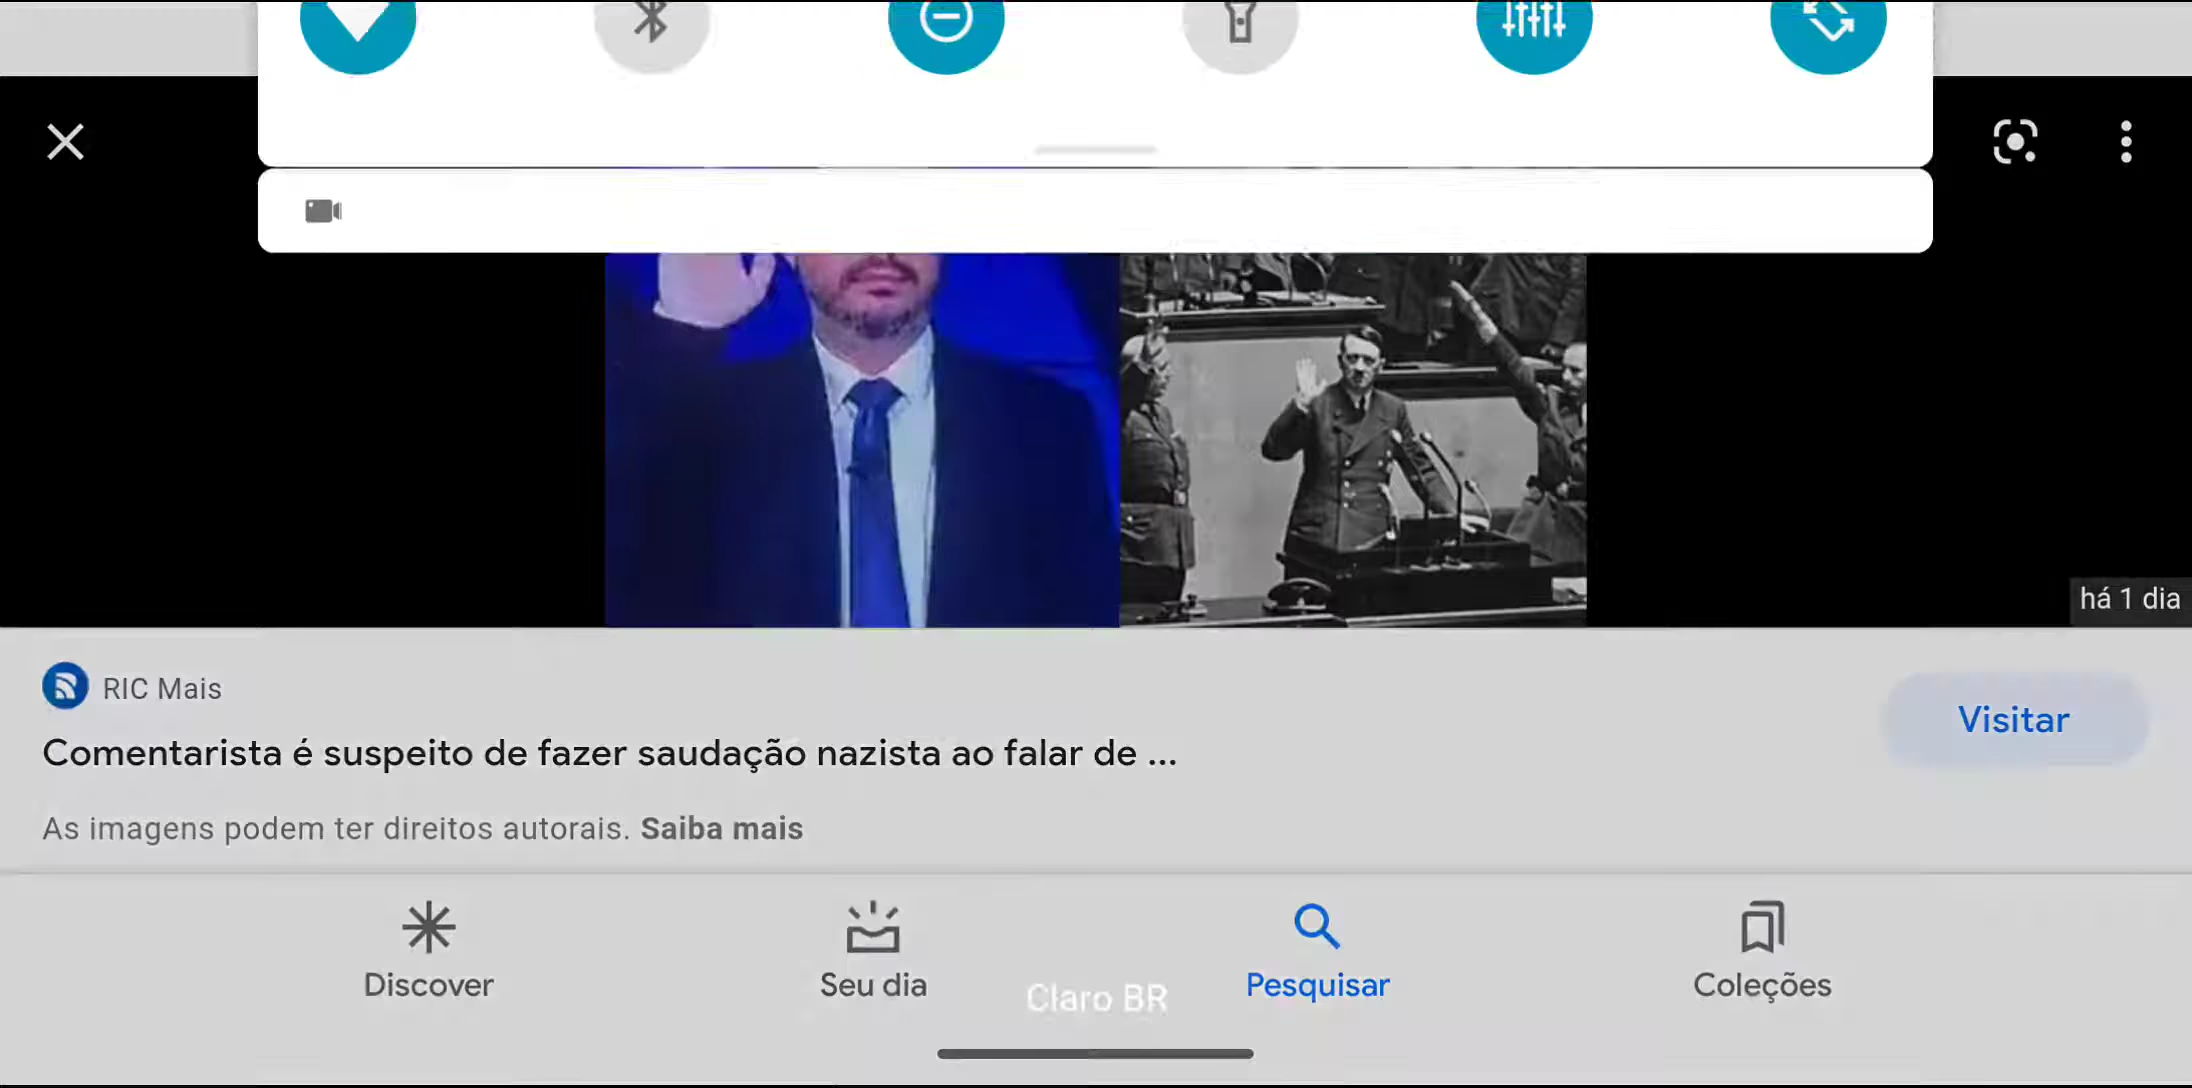 há 1 dia
RIC Mais
Visitar
Comentarista é suspeito de fazer saudação nazista ao falar de ...
As imagens podem ter direitos autorais. Saiba mais
Discover
Seu dia
Claro BR
Pesquisar
Coleções